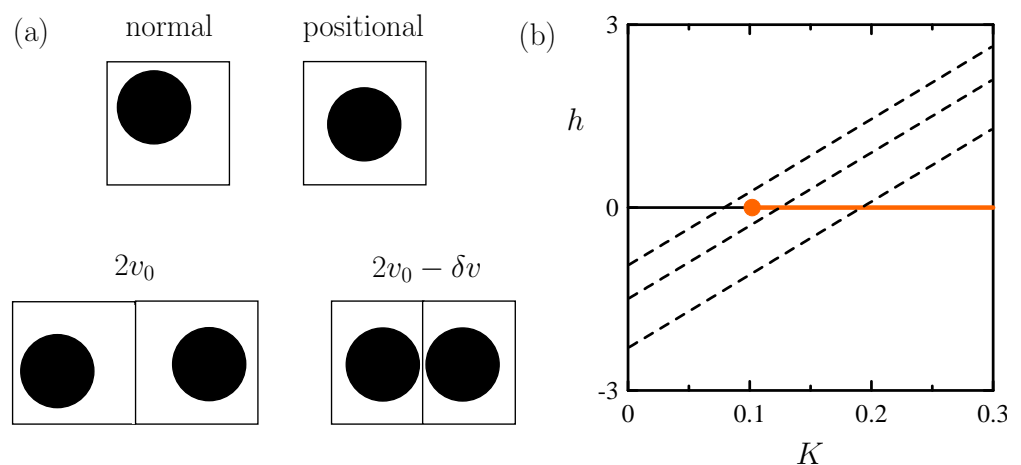 (a)
normal
positional
2v₀
2v₀ − δv
(b)
3
h
0
-3
0
0.1
0.2
0.3
K